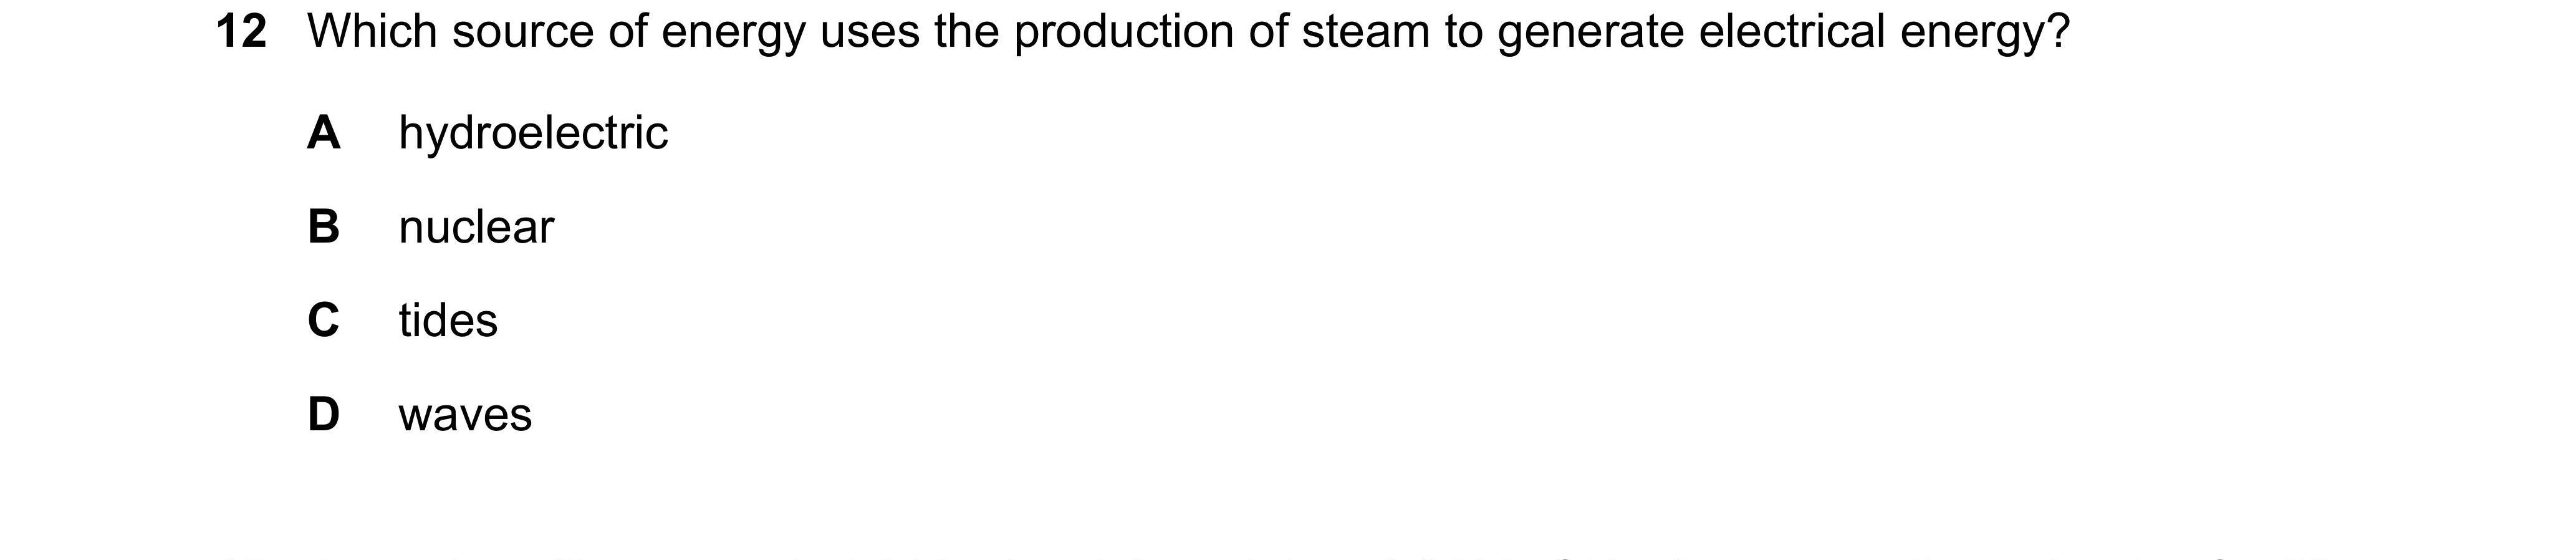 12 Which source of energy uses the production of steam to generate electrical energy?
A hydroelectric
B nuclear
C tides
D waves